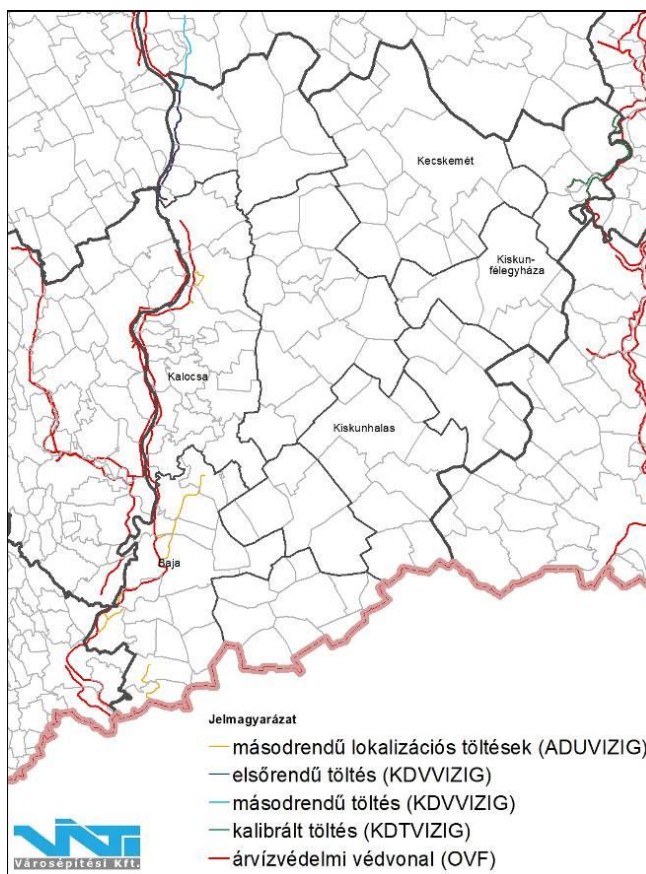 Kecskemét
Kiskun-
félegyháza
Kalocsa
Kiskunhalas
Baja
Jelmagyarázat
másodrendű lokalizációs töltések (ADUVIZIG)
elsőrendű töltés (KDVVIZIG)
másodrendű töltés (KDVVIZIG)
kalibrált töltés (KDTVIZIG)
árvízvédelmi védvonal (OVF)
VÁTI
Városépítési Kft.